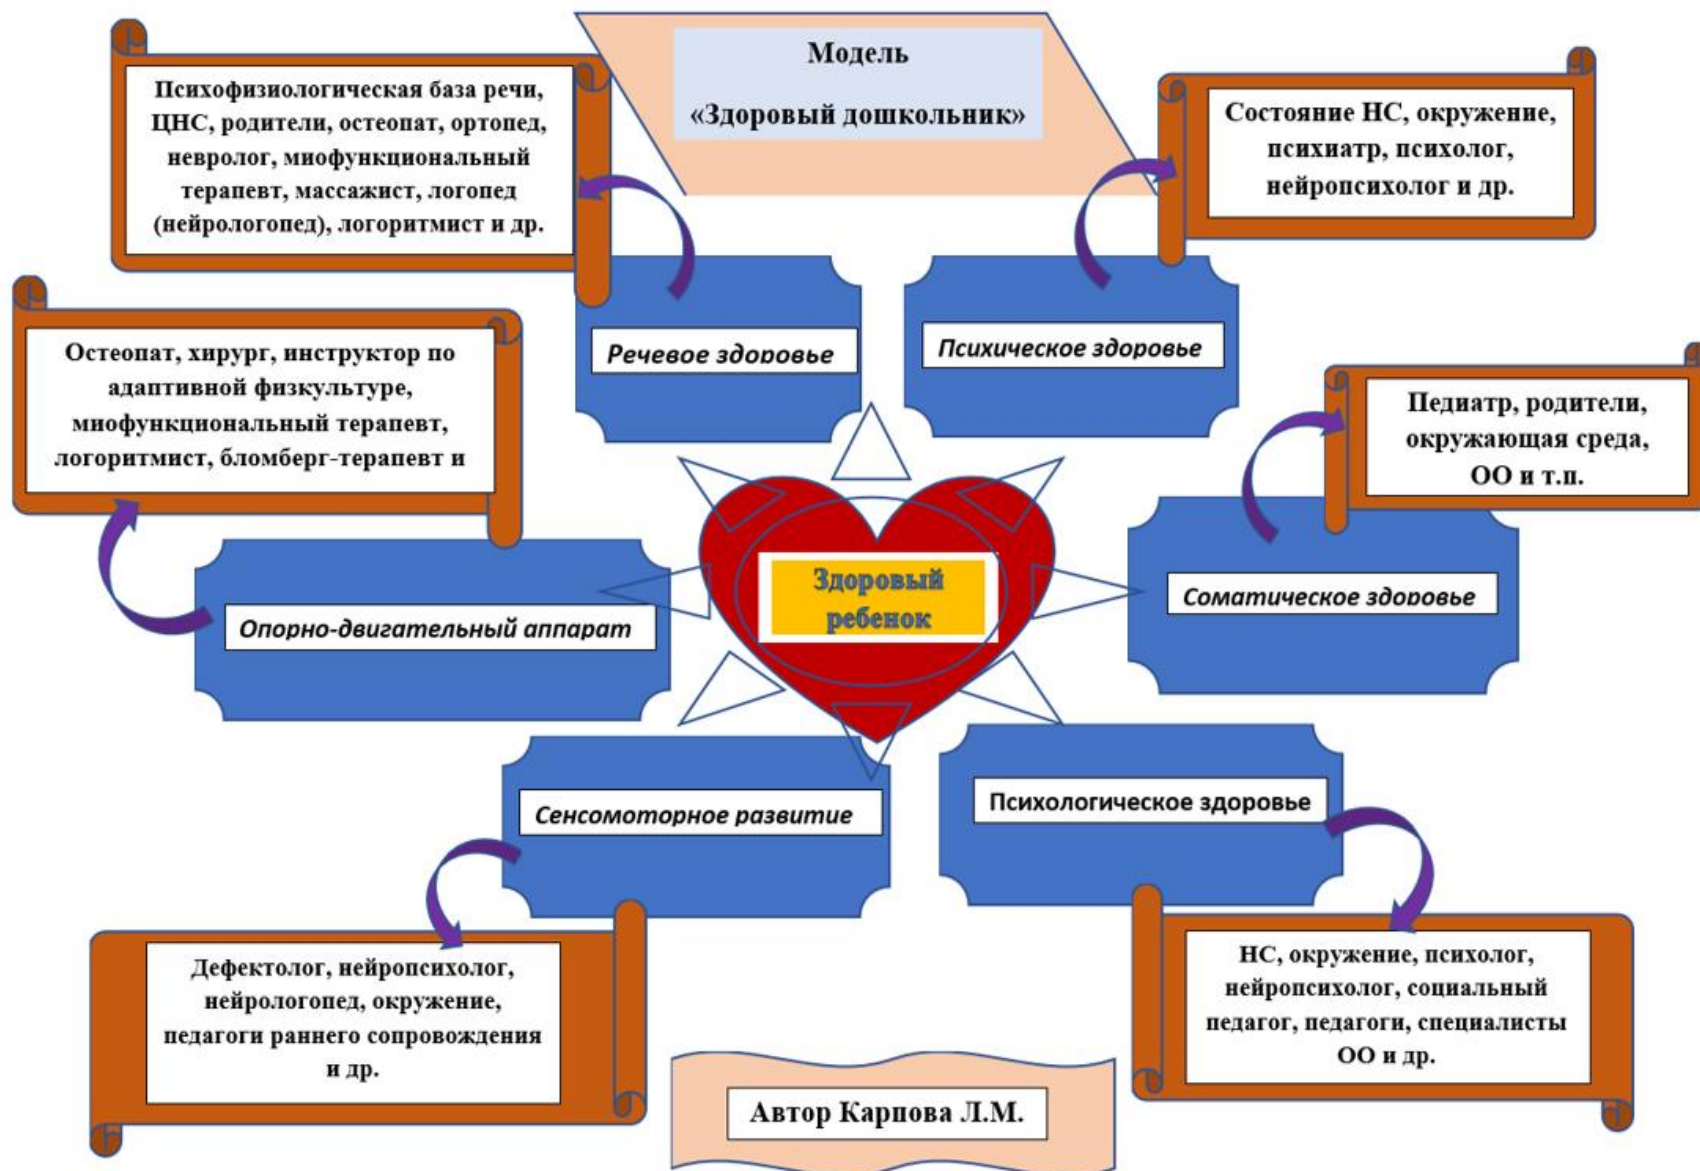 Модель
«Здоровый дошкольник»
Психофизиологическая база речи,
ЦНС, родители, остеопат, ортопед,
невролог, миофункциональный
терапевт, массажист, логопед
(нейрологопед), логоритмист и др.
Состояние НС, окружение,
психиатр, психолог,
нейропсихолог и др.
Речевое здоровье
Психическое здоровье
Остеопат, хирург, инструктор по
адаптивной физкультуре,
миофункциональный терапевт,
логоритмист, бломберг-терапевт и
Педиатр, родители,
окружающая среда,
ОО и т.п.
Опорно-двигательный аппарат
Здоровый
ребенок
Соматическое здоровье
Сенсомоторное развитие
Психологическое здоровье
Дефектолог, нейропсихолог,
нейрологопед, окружение,
педагоги раннего сопровождения
и др.
НС, окружение, психолог,
нейропсихолог, социальный
педагог, педагоги, специалисты
ОО и др.
Автор Карпова Л.М.